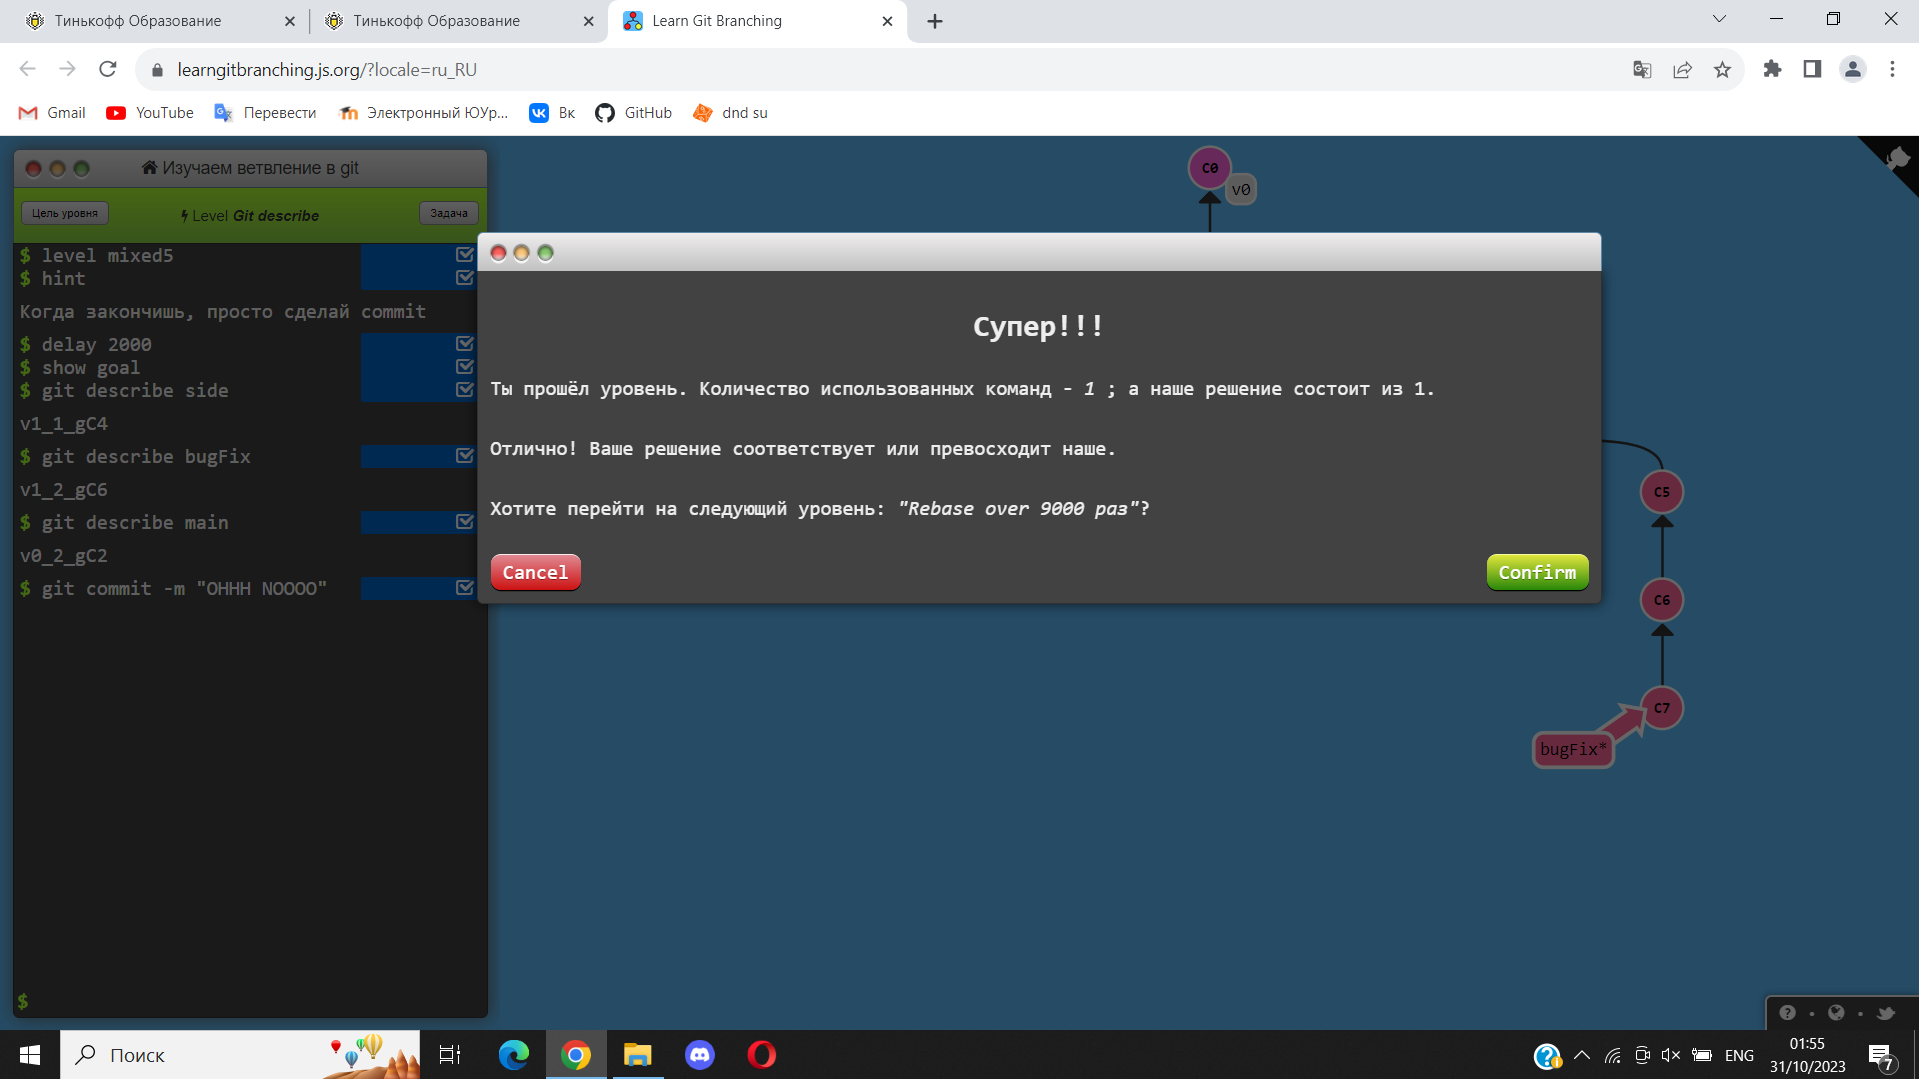 Тинькофф Образование
Тинькофф Образование
Learn Git Branching
learngitbranching.js.org/?locale=ru_RU
Gmail
YouTube
Перевести
Электронный ЮУр...
Вк
GitHub
dnd su
Изучаем ветвление в git
Цель уровня
Level Git describe
Задача
$ level mixed5
$ hint
Когда закончишь, просто сделай commit
$ delay 2000
$ show goal
$ git describe side
v1_1_gC4
$ git describe bugFix
v1_2_gC6
$ git describe main
v0_2_gC2
$ git commit -m "OHHH NOOOO"
$
C0
v0
Супер!!!
Ты прошёл уровень. Количество использованных команд - 1 ; а наше решение состоит из 1.
Отлично! Ваше решение соответствует или превосходит наше.
Хотите перейти на следующий уровень: "Rebase over 9000 раз"?
Cancel
Confirm
C5
C6
C7
bugFix*
Поиск
ENG
01:55
31/10/2023
7